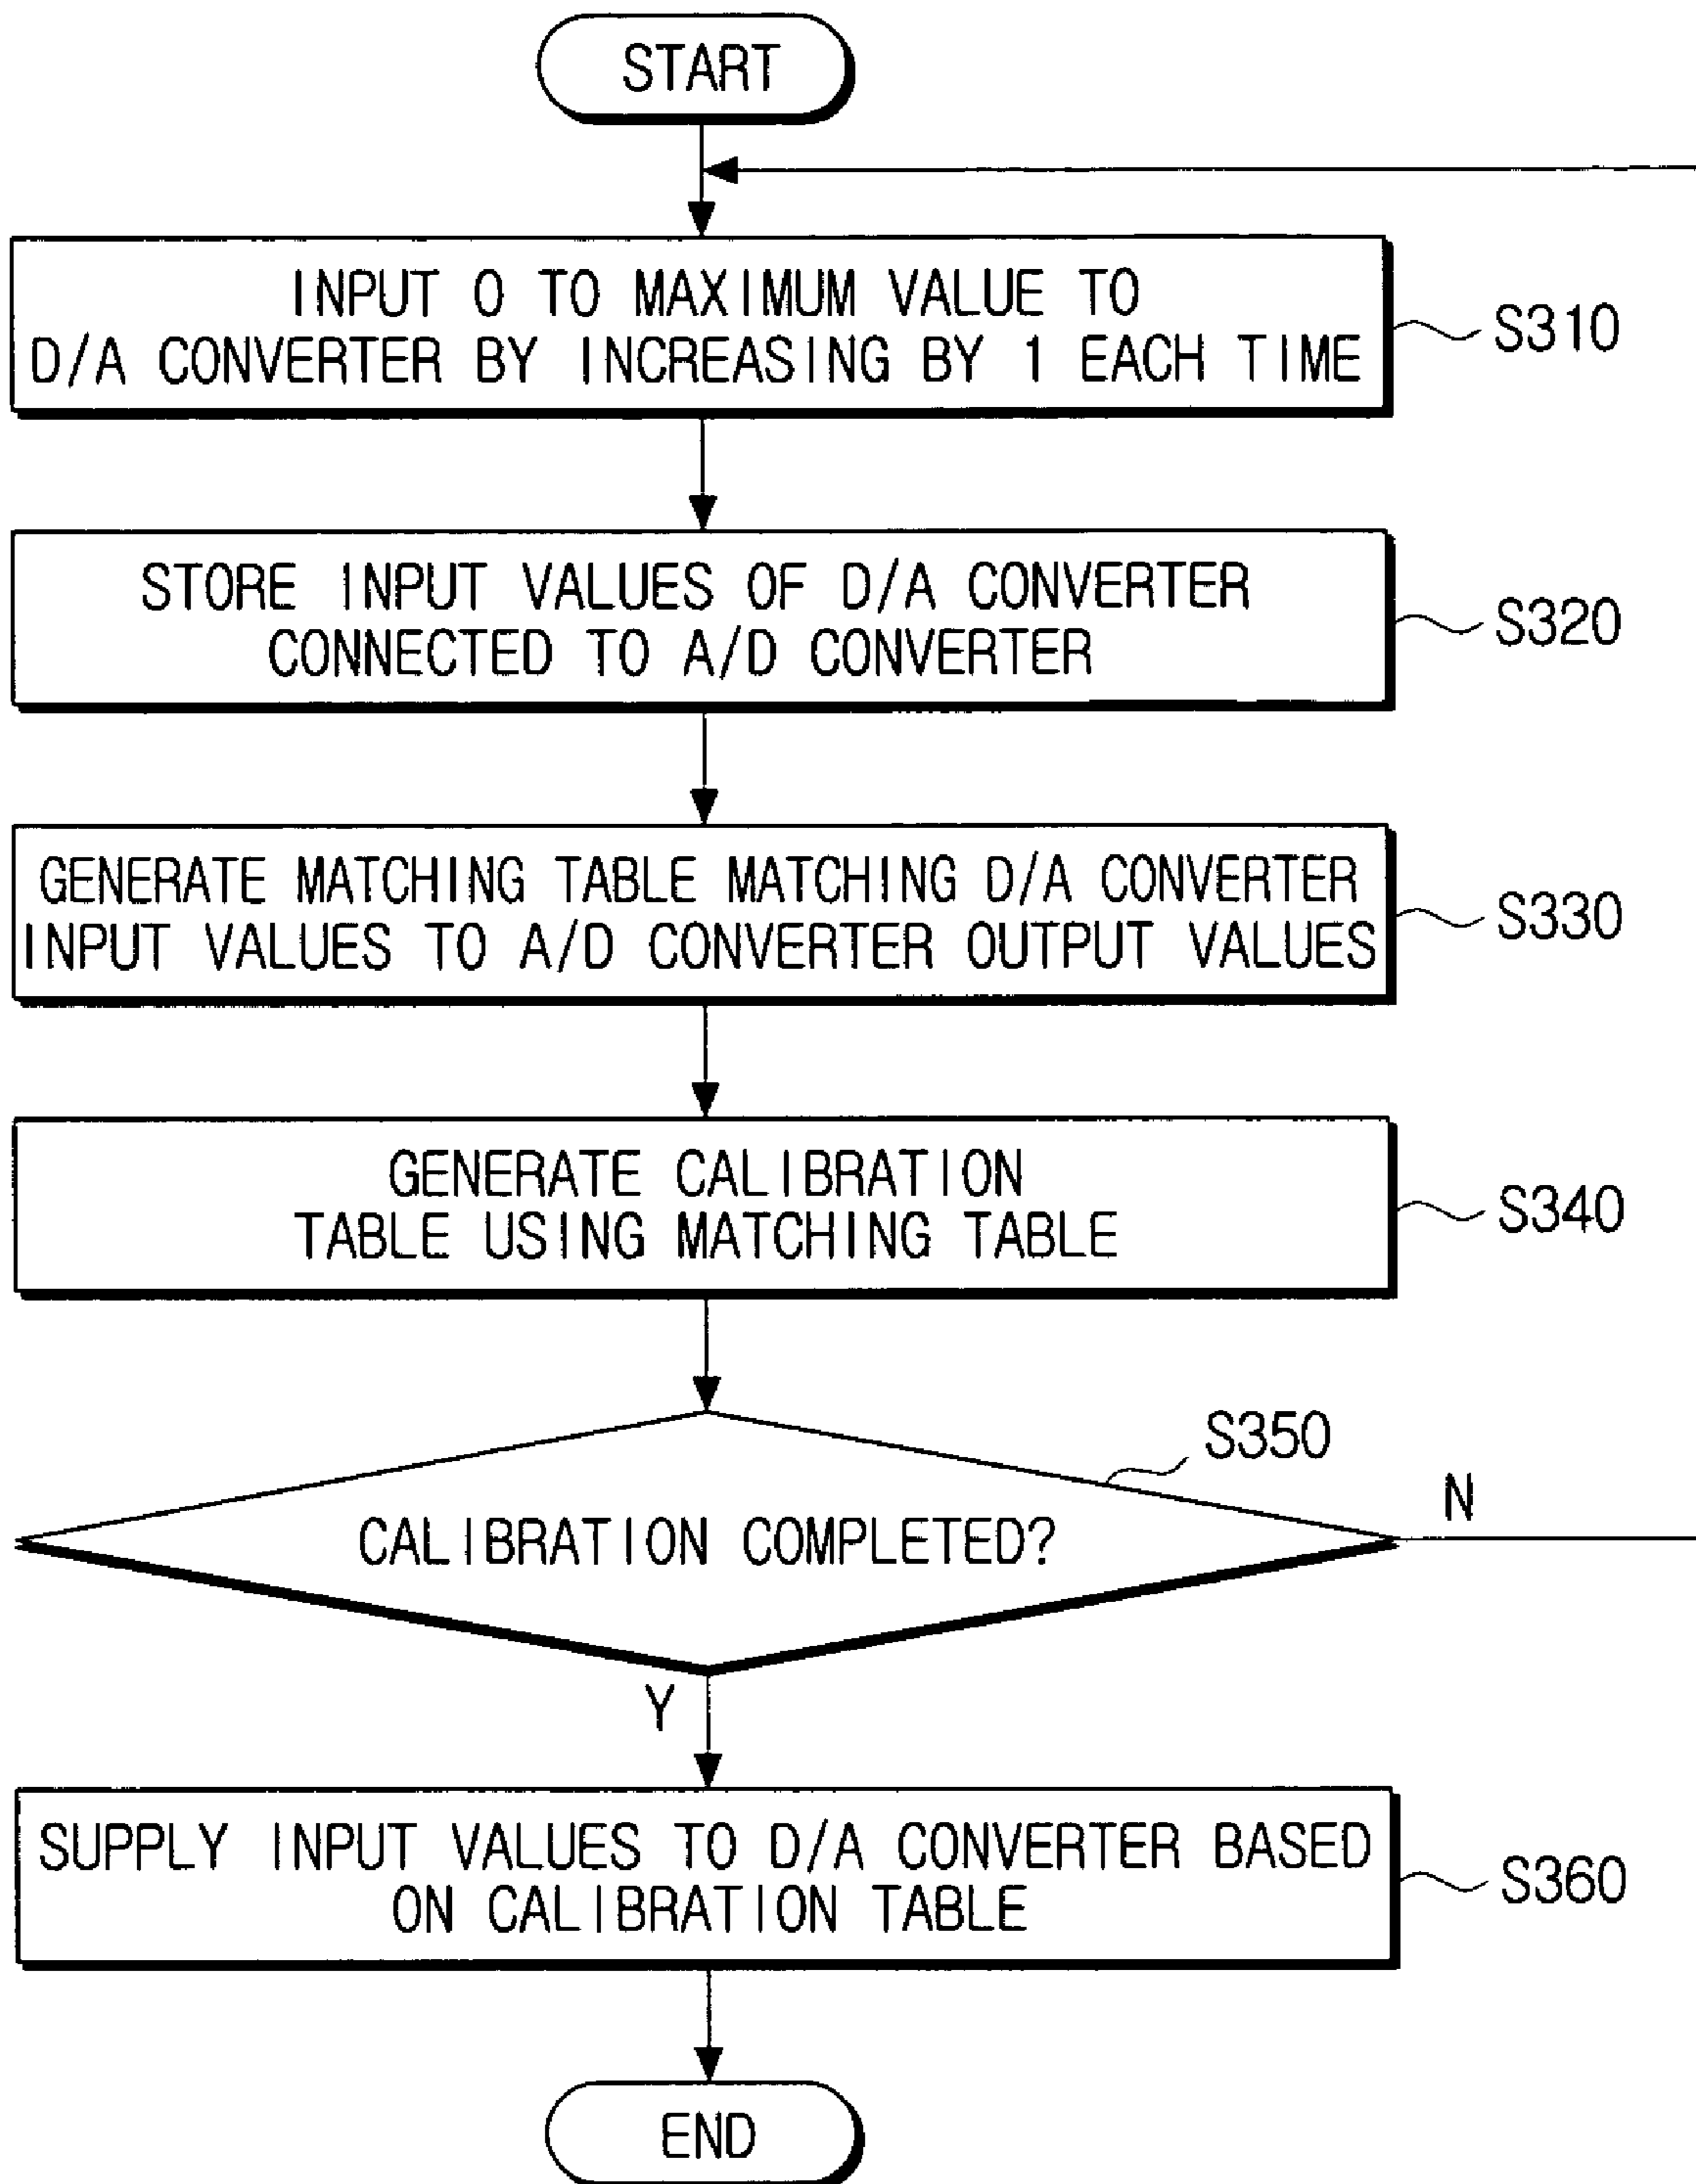 START
INPUT 0 TO MAXIMUM VALUE TO
D/A CONVERTER BY INCREASING BY 1 EACH TIME
S310
STORE INPUT VALUES OF D/A CONVERTER
CONNECTED TO A/D CONVERTER
S320
GENERATE MATCHING TABLE MATCHING D/A CONVERTER
INPUT VALUES TO A/D CONVERTER OUTPUT VALUES
S330
GENERATE CALIBRATION
TABLE USING MATCHING TABLE
S340
S350
N
CALIBRATION COMPLETED?
Y
SUPPLY INPUT VALUES TO D/A CONVERTER BASED
ON CALIBRATION TABLE
S360
END